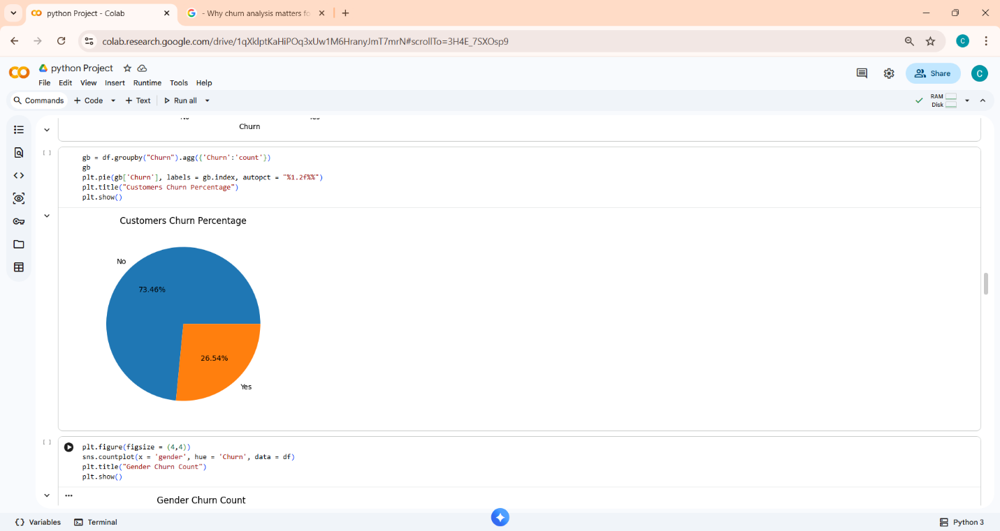 python Project - Colab
- Why churn analysis matters fo
colab.research.google.com/drive/1qXklptKaHiPOq3xUw1M6HranyJmT7mrN#scrollTo=3H4E_7SXOsp9
C
python Project
File Edit View Insert Runtime Tools Help
Share
C
Commands + Code + Text Run all
RAM
Disk
No Yes
Churn
[ ]
gb = df.groupby("Churn").agg({'Churn':'count'})
gb
plt.pie(gb['Churn'], labels = gb.index, autopct = "%1.2f%%")
plt.title("Customers Churn Percentage")
plt.show()
Customers Churn Percentage
No
73.46%
26.54%
Yes
[ ]
plt.figure(figsize = (4,4))
sns.countplot(x = 'gender', hue = 'Churn', data = df)
plt.title("Gender Churn Count")
plt.show()
Gender Churn Count
Variables Terminal
Python 3